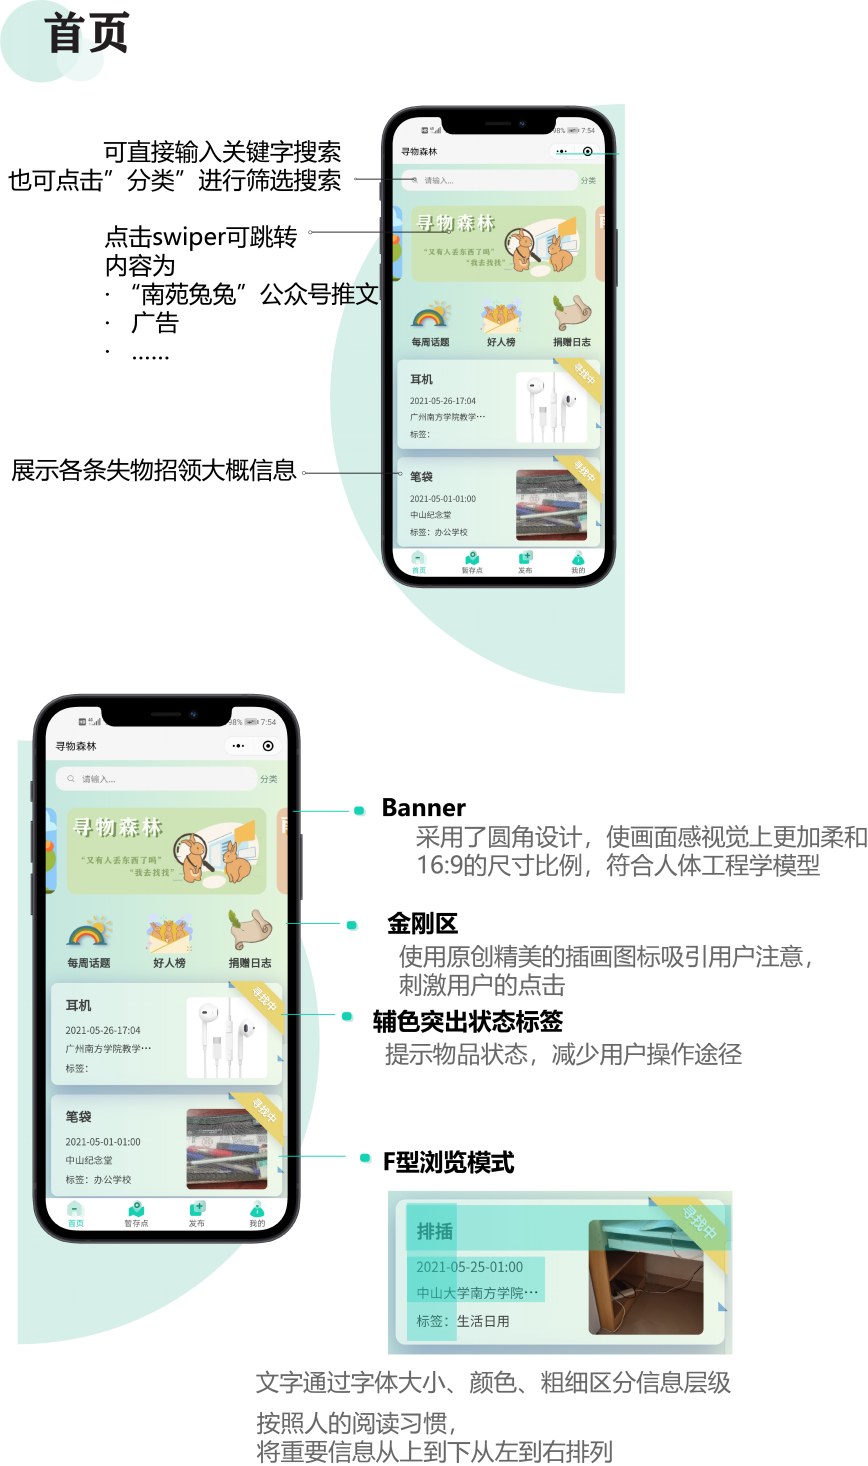 首页
可直接输入关键字搜索
也可点击”分类”进行筛选搜索
点击swiper可跳转
内容为
· “南苑兔兔”公众号推文
· 广告
· ……
展示各条失物招领大概信息
98% 7:54
寻物森林
请输入...
分类
寻物森林
“又有人丢东西了吗”
“我去找找”
每周话题
好人榜
捐赠日志
耳机
寻找中
2021-05-26-17:04
广州南方学院教学···
标签:
笔袋
寻找中
2021-05-01-01:00
中山纪念堂
标签: 办公学校
首页
暂存点
发布
我的
98% 7:54
寻物森林
请输入...
分类
寻物森林
“又有人丢东西了吗”
“我去找找”
每周话题
好人榜
捐赠日志
耳机
寻找中
2021-05-26-17:04
广州南方学院教学···
标签:
笔袋
寻找中
2021-05-01-01:00
中山纪念堂
标签: 办公学校
首页
暂存点
发布
我的
Banner
采用了圆角设计，使画面感视觉上更加柔和
16:9的尺寸比例，符合人体工程学模型
金刚区
使用原创精美的插画图标吸引用户注意，
刺激用户的点击
辅色突出状态标签
提示物品状态，减少用户操作途径
F型浏览模式
排插
寻找中
2021-05-25-01:00
中山大学南方学院···
标签: 生活日用
文字通过字体大小、颜色、粗细区分信息层级
按照人的阅读习惯，
将重要信息从上到下从左到右排列